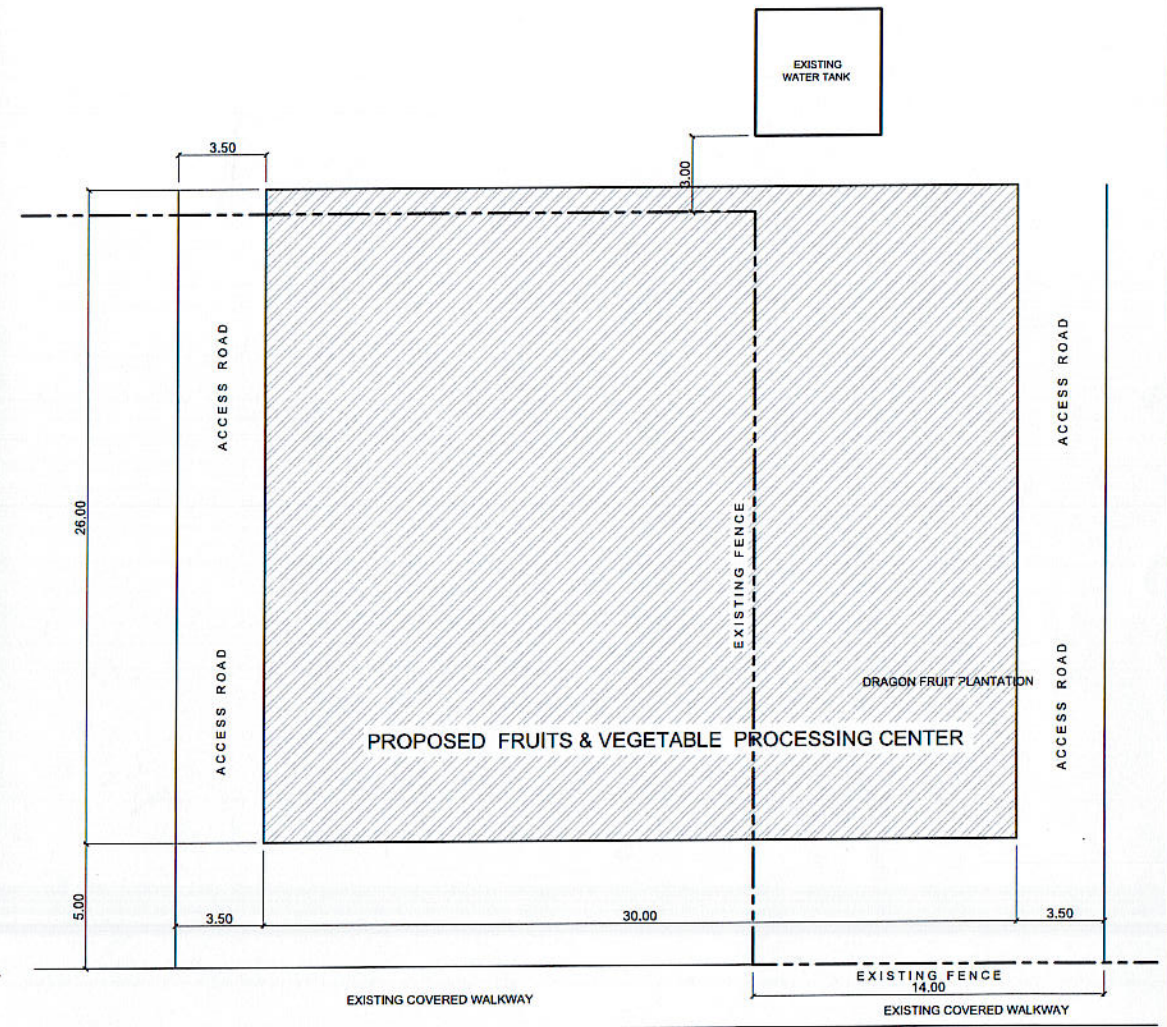 EXISTING
WATER TANK
3.50
3.00
ACCESS ROAD
ACCESS ROAD
26.00
EXISTING FENCE
ACCESS ROAD
ACCESS ROAD
DRAGON FRUIT PLANTATION
PROPOSED FRUITS & VEGETABLE PROCESSING CENTER
5.00
3.50
30.00
3.50
EXISTING FENCE
14.00
EXISTING COVERED WALKWAY
EXISTING COVERED WALKWAY